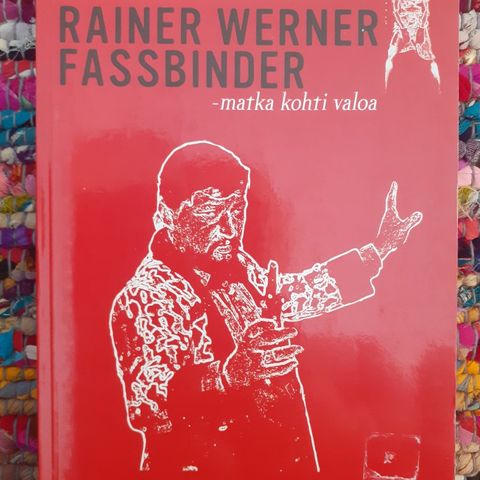 RAINER WERNER
FASSBINDER
-matka kohti valoa